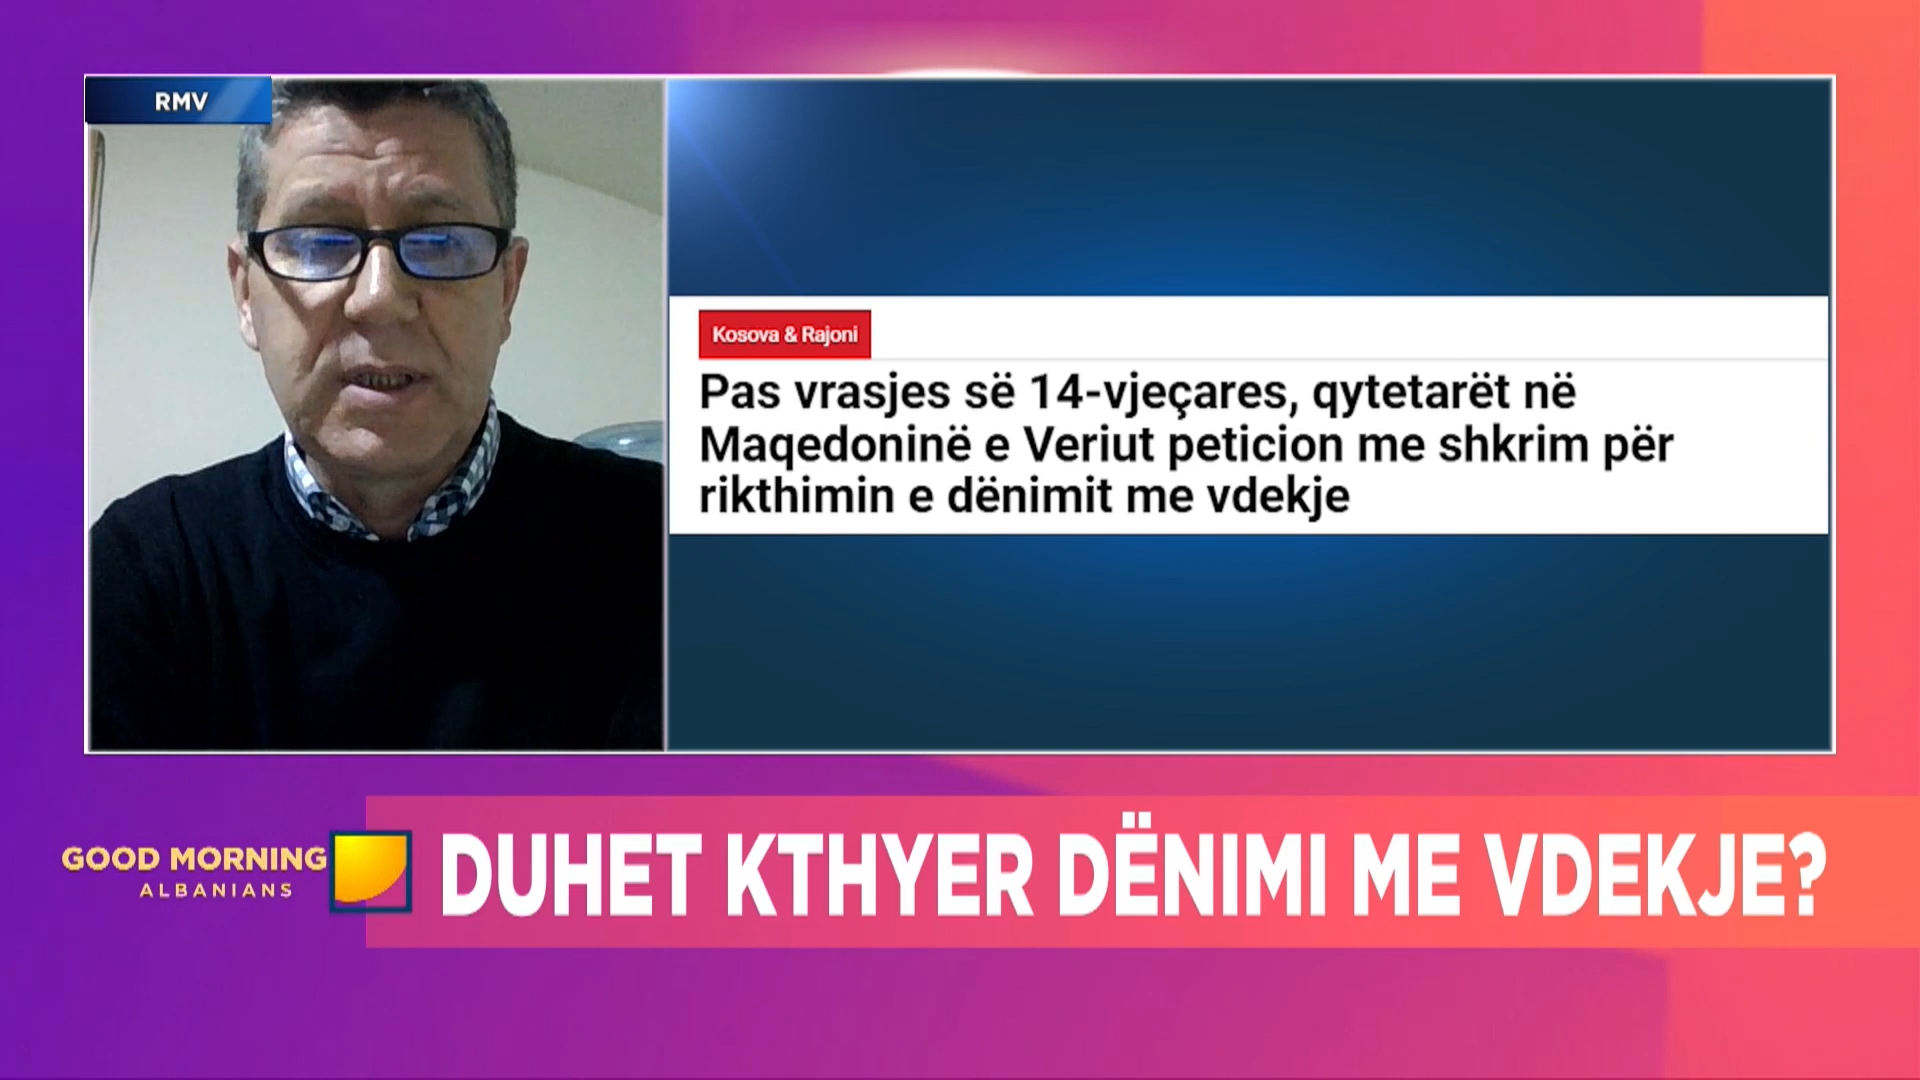 RMV
Kosova & Rajoni
Pas vrasjes së 14-vjeçares, qytetarët në
Maqedoninë e Veriut peticion me shkrim për
rikthimin e dënimit me vdekje
GOOD MORNING
ALBANIANS
DUHET KTHYER DËNIMI ME VDEKJE?